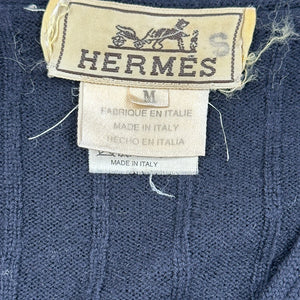 HERMES
S
M
FABRIQUE EN ITALIE
MADE IN ITALY
HECHO EN ITALIA
MADE IN ITALY